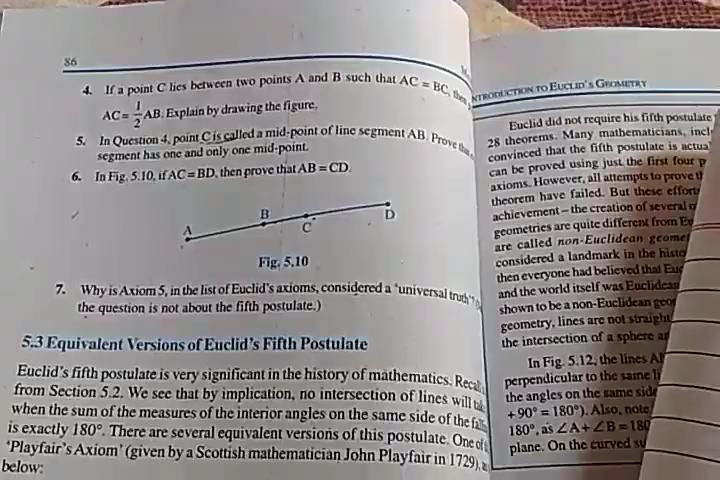 86
4. If a point C lies between two points A and B such that AC = BC, then
AC = 1/2 AB. Explain by drawing the figure.
5. In Question 4, point C is called a mid-point of line segment AB. Prove
segment has one and only one mid-point.
6. In Fig. 5.10, if AC = BD, then prove that AB = CD.
A B C D
Fig. 5.10
7. Why is Axiom 5, in the list of Euclid's axioms, considered a 'universal truth'?
the question is not about the fifth postulate.)
5.3 Equivalent Versions of Euclid's Fifth Postulate
Euclid's fifth postulate is very significant in the history of mathematics.
from Section 5.2. We see that by implication, no intersection of lines will
when the sum of the measures of the interior angles on the same side of the
is exactly 180°. There are several equivalent versions of this postulate. One of
'Playfair's Axiom' (given by a Scottish mathematician John Playfair in 1729),
below:
INTRODUCTION TO EUCLID'S GEOMETRY
Euclid did not require his fifth postulate
28 theorems. Many mathematicians,
convinced that the fifth postulate is
can be proved using just the first four
axioms. However, all attempts to prove
theorem have failed. But these
achievement – the creation of several
geometries are quite different from
are called non-Euclidean
considered a landmark in the
then everyone had believed that
and the world itself was Euclidean
shown to be a non-Euclidean
geometry, lines are not straight
the intersection of a sphere
In Fig. 5.12, the lines
perpendicular to the same
the angles on the same side
+ 90° = 180°). Also, note
180°, as ∠A + ∠B = 180
plane. On the curved